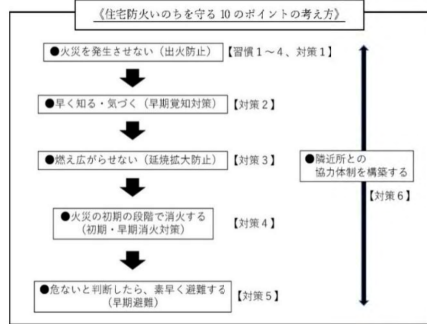 《住宅防火いのちを守る 10 のポイントの考え方》
●火災を発生させない（出火防止）
【習慣１～４、対策１】
●早く知る・気づく（早期覚知対策）
【対策２】
●燃え広がらせない（延焼拡大防止）
【対策３】
●隣近所との
協力体制を構築する
【対策６】
●火災の初期の段階で消火する
（初期・早期消火対策）
【対策４】
●危ないと判断したら、素早く避難する
（早期避難）
【対策５】